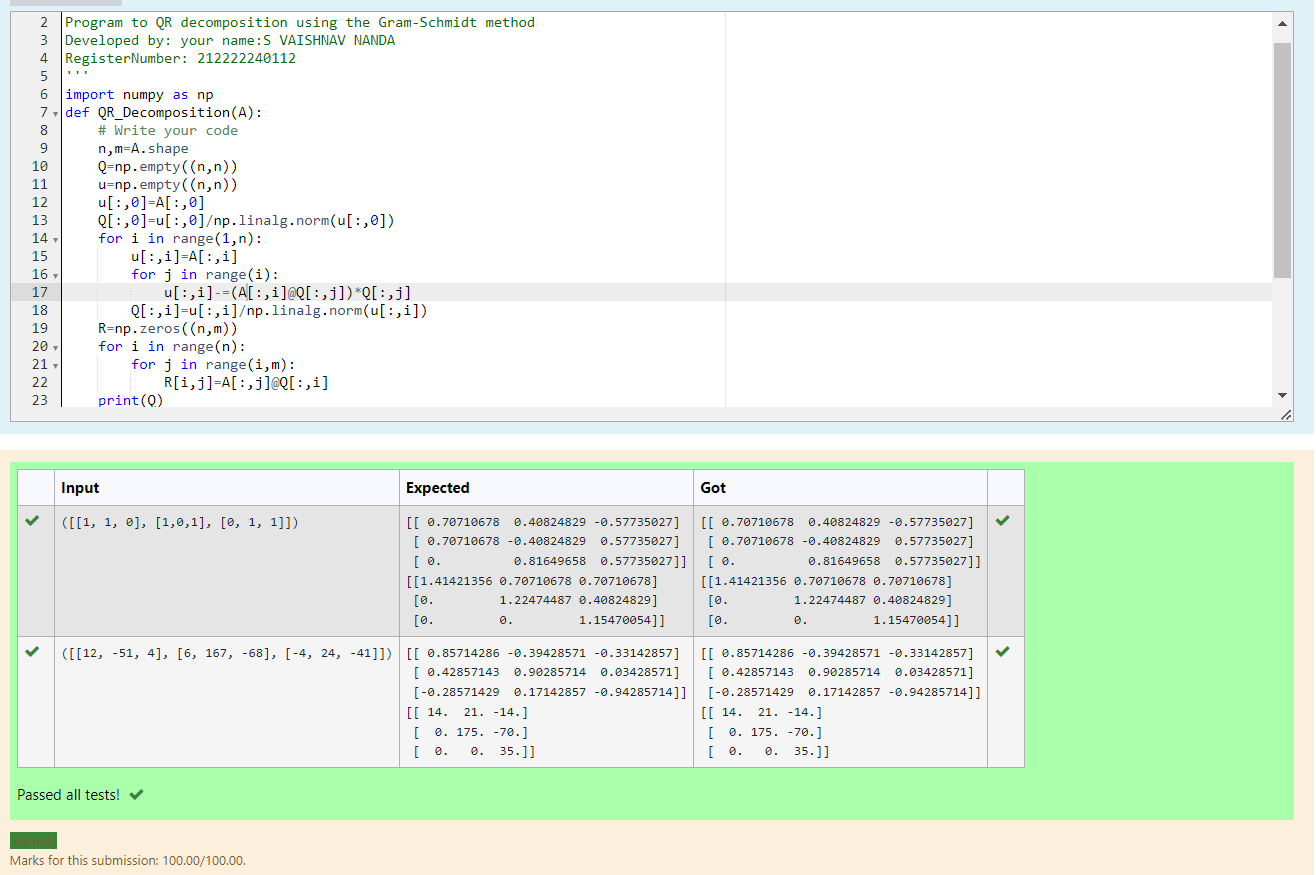 2 Program to QR decomposition using the Gram-Schmidt method
3 Developed by: your name:S VAISHNAV NANDA
4 RegisterNumber: 212222240112
5 '''
6 import numpy as np
7 def QR_Decomposition(A):
8     # Write your code
9     n,m=A.shape
10     Q=np.empty((n,n))
11     u=np.empty((n,n))
12     u[:,0]=A[:,0]
13     Q[:,0]=u[:,0]/np.linalg.norm(u[:,0])
14     for i in range(1,n):
15         u[:,i]=A[:,i]
16         for j in range(i):
17             u[:,i]-=(A[:,i]@Q[:,j])*Q[:,j]
18         Q[:,i]=u[:,i]/np.linalg.norm(u[:,i])
19     R=np.zeros((n,m))
20     for i in range(n):
21         for j in range(i,m):
22             R[i,j]=A[:,j]@Q[:,i]
23     print(Q)
Input Expected Got
([[1, 1, 0], [1,0,1], [0, 1, 1]]) [[ 0.70710678  0.40824829 -0.57735027] [[ 0.70710678  0.40824829 -0.57735027]
[ 0.70710678 -0.40824829  0.57735027] [ 0.70710678 -0.40824829  0.57735027]
[ 0.          0.81649658  0.57735027]] [ 0.          0.81649658  0.57735027]]
[[1.41421356 0.70710678 0.70710678] [[1.41421356 0.70710678 0.70710678]
[0.         1.22474487 0.40824829] [0.         1.22474487 0.40824829]
[0.         0.         1.15470054]] [0.         0.         1.15470054]]
([[12, -51, 4], [6, 167, -68], [-4, 24, -41]]) [[ 0.85714286 -0.39428571 -0.33142857] [[ 0.85714286 -0.39428571 -0.33142857]
[ 0.42857143  0.90285714  0.03428571] [ 0.42857143  0.90285714  0.03428571]
[-0.28571429  0.17142857 -0.94285714]] [-0.28571429  0.17142857 -0.94285714]]
[[ 14.  21. -14.] [[ 14.  21. -14.]
[  0. 175. -70.] [  0. 175. -70.]
[  0.   0.  35.]] [  0.   0.  35.]]
Passed all tests!
Correct
Marks for this submission: 100.00/100.00.